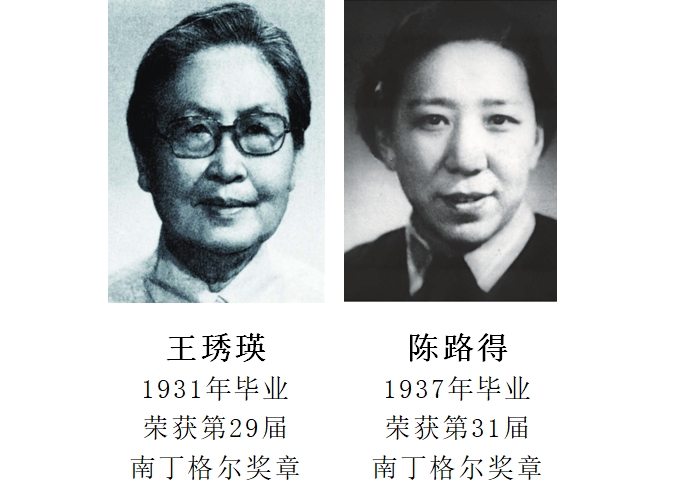 王琇瑛
1931年毕业
荣获第29届
南丁格尔奖章
陈路得
1937年毕业
荣获第31届
南丁格尔奖章